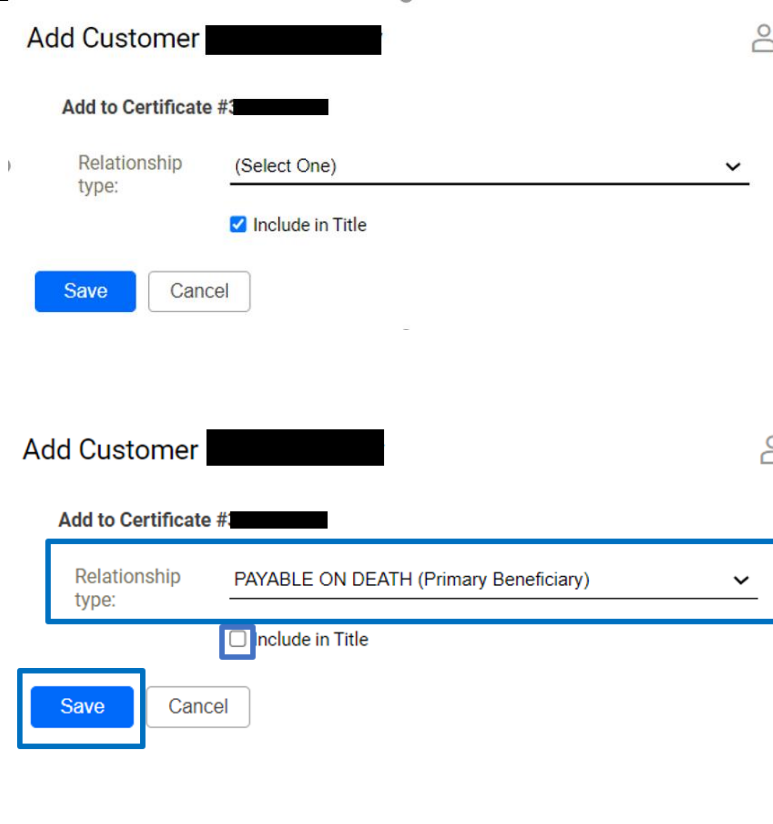 Add Customer
Add to Certificate #3
Relationship type:
(Select One)
Include in Title
Save
Cancel
Add Customer
Add to Certificate #
Relationship type:
PAYABLE ON DEATH (Primary Beneficiary)
Include in Title
Save
Cancel